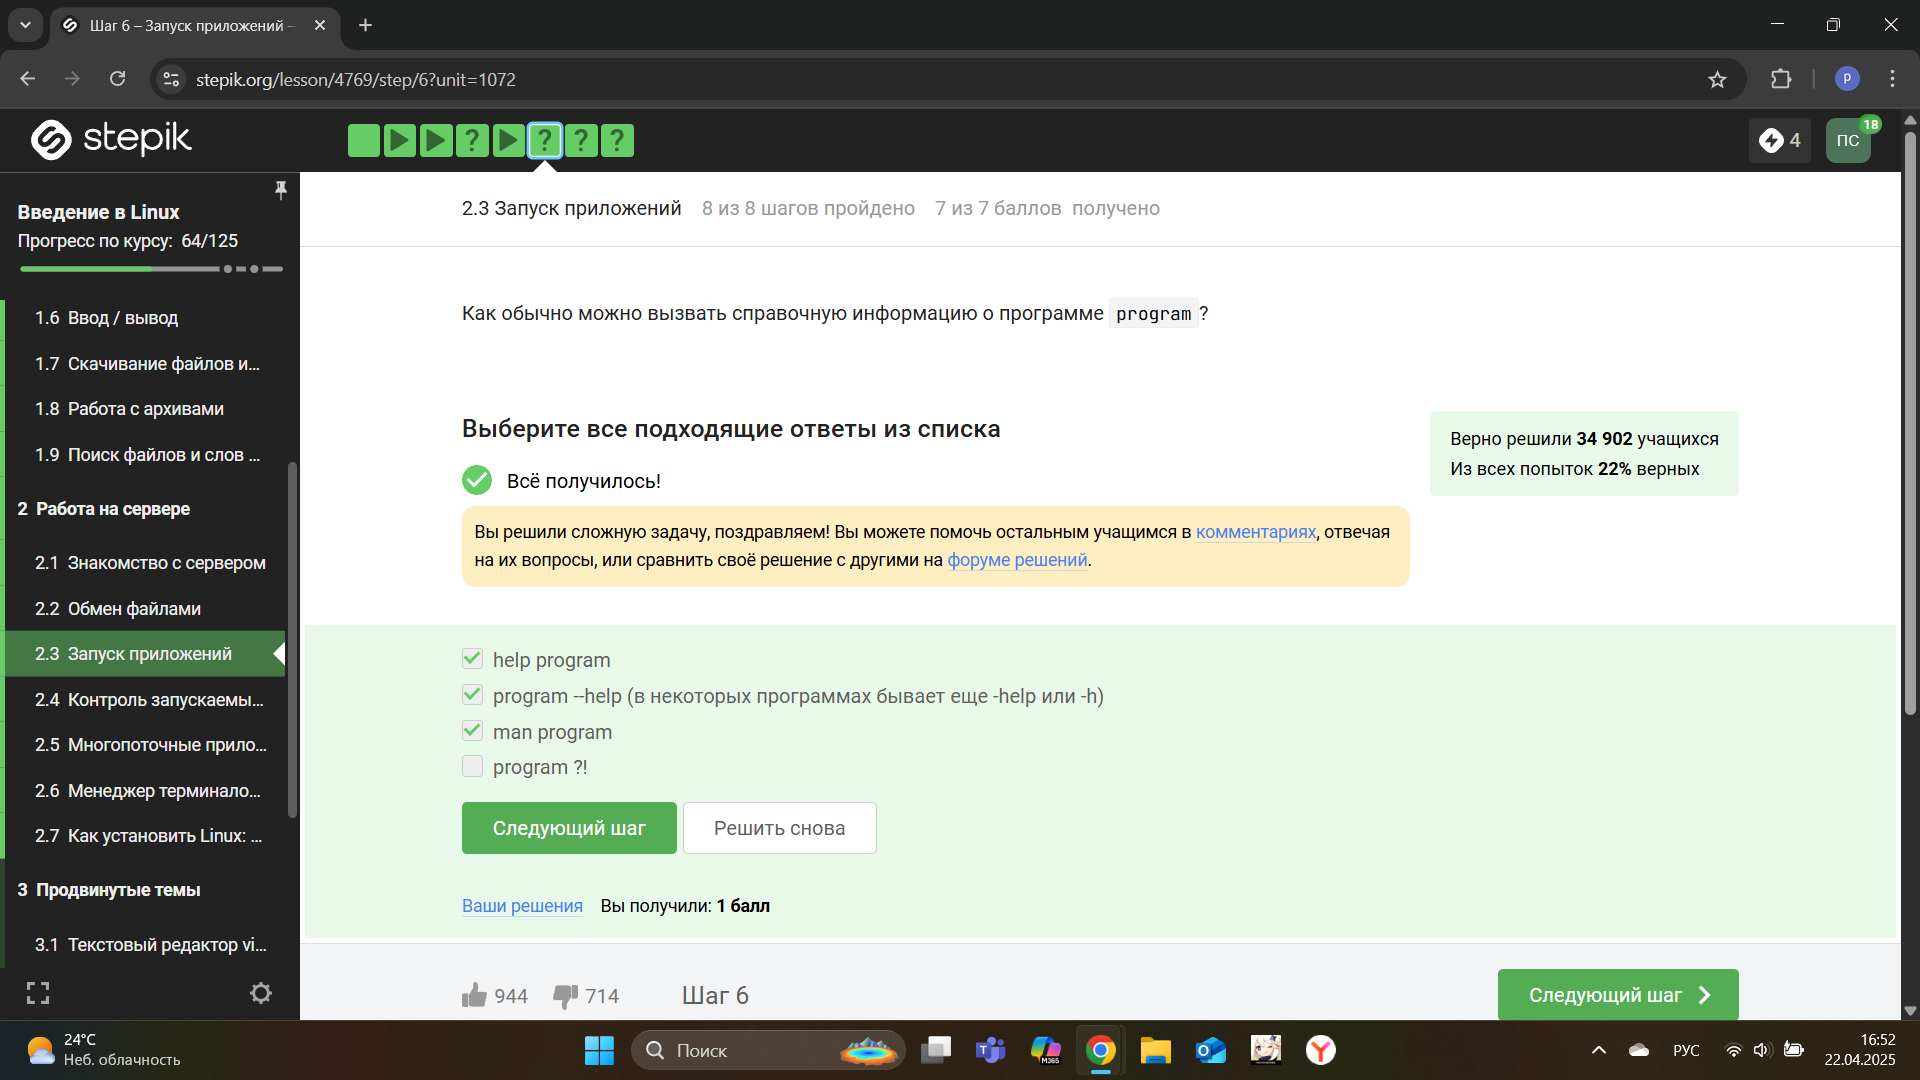 Шаг 6 – Запуск приложений –
stepik.org/lesson/4769/step/6?unit=1072
p
stepik
?
?
?
?
4
ПС
18
Введение в Linux
Прогресс по курсу: 64/125
1.6 Ввод / вывод
1.7 Скачивание файлов и...
1.8 Работа с архивами
1.9 Поиск файлов и слов ...
2 Работа на сервере
2.1 Знакомство с сервером
2.2 Обмен файлами
2.3 Запуск приложений
2.4 Контроль запускаемы...
2.5 Многопоточные прило...
2.6 Менеджер терминало...
2.7 Как установить Linux: ...
3 Продвинутые темы
3.1 Текстовый редактор vi...
2.3 Запуск приложений 8 из 8 шагов пройдено 7 из 7 баллов получено
Как обычно можно вызвать справочную информацию о программе program ?
Выберите все подходящие ответы из списка
Всё получилось!
Верно решили 34 902 учащихся
Из всех попыток 22% верных
Вы решили сложную задачу, поздравляем! Вы можете помочь остальным учащимся в комментариях, отвечая
на их вопросы, или сравнить своё решение с другими на форуме решений.
help program
program --help (в некоторых программах бывает еще -help или -h)
man program
program ?!
Следующий шаг
Решить снова
Ваши решения Вы получили: 1 балл
944
714
Шаг 6
Следующий шаг
24°C
Неб. облачность
Поиск
M365
РУС
16:52
22.04.2025